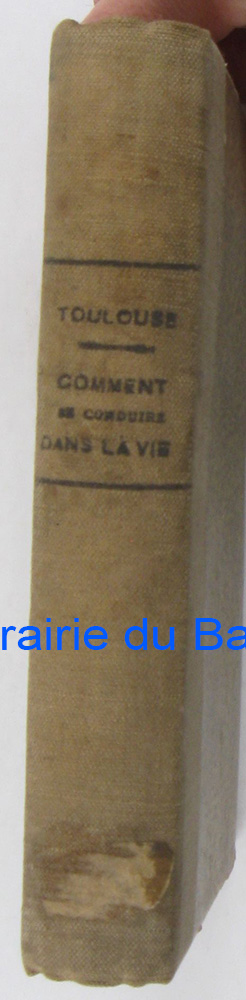 TOULOUSE
COMMENT
SE CONDUIRE
DANS LA VIE
rairie du Ba